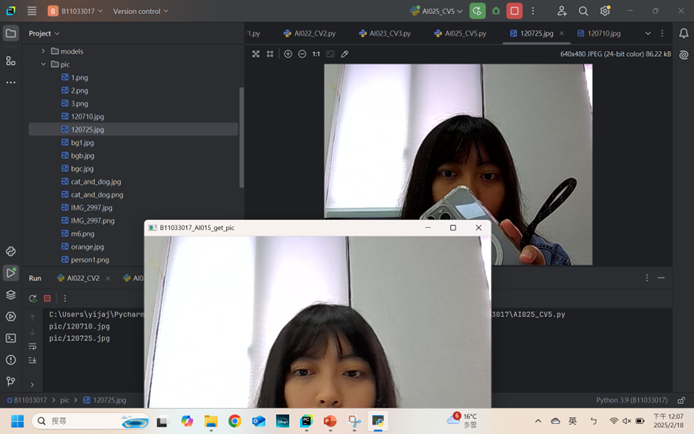 B11033017
Version control
AI025_CV5
Project
AI022_CV2.py
AI023_CV3.py
AI025_CV5.py
120725.jpg
120710.jpg
models
pic
1.png
2.png
3.png
120710.jpg
120725.jpg
bg1.jpg
bgb.jpg
bgc.jpg
cat_and_dog.jpg
cat_and_dog.png
IMG_2997.jpg
IMG_2997.png
m6.png
orange.jpg
person1.png
1:1
640x480 JPEG (24-bit color) 86.22 kB
B11033017_AI015_get_pic
Run
AI022_CV2
C:\Users\yijaj\Pycharm
3017\AI025_CV5.py
pic/120710.jpg
pic/120725.jpg
B11033017
pic
120725.jpg
Python 3.9 (B11033017)
搜尋
6
16°C
多雲
英
下午 12:07
2025/2/18